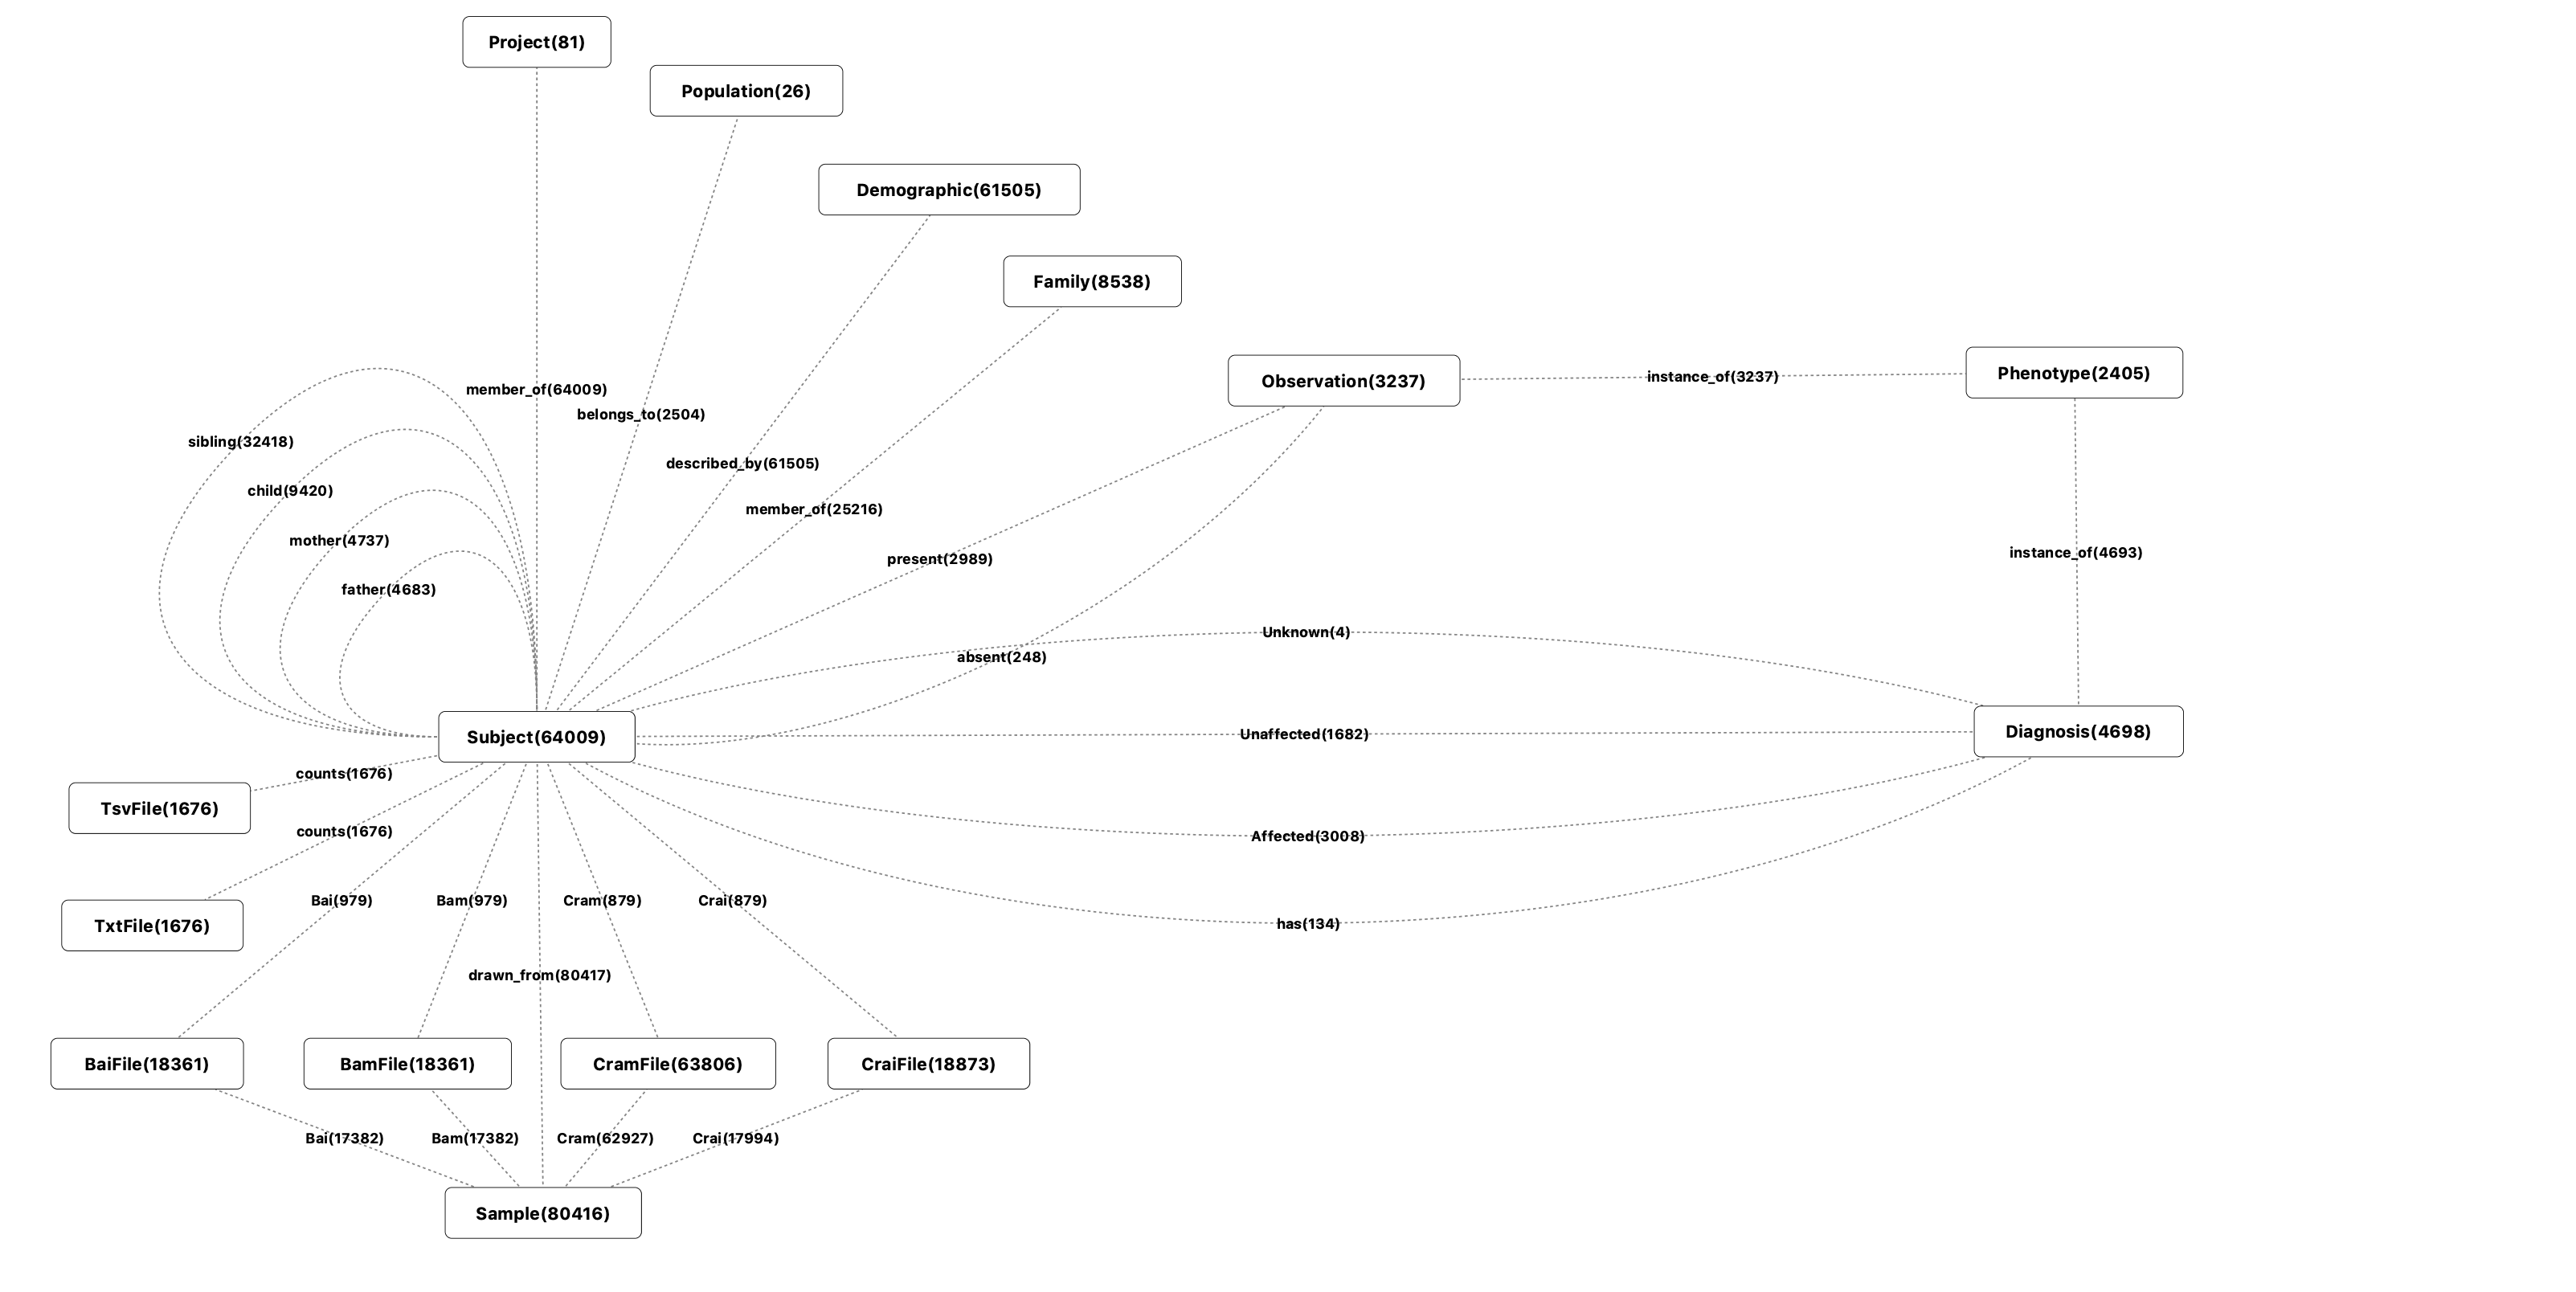 Project(81)
Population(26)
Demographic(61505)
Family(8538)
Observation(3237)
instance_of(3237)
Phenotype(2405)
member_of(64009)
belongs_to(2504)
sibling(32418)
described_by(61505)
child(9420)
member_of(25216)
mother(4737)
present(2989)
instance_of(4693)
father(4683)
Unknown(4)
absent(248)
Subject(64009)
Unaffected(1682)
Diagnosis(4698)
counts(1676)
TsvFile(1676)
counts(1676)
Affected(3008)
Bai(979)
Bam(979)
Cram(879)
Crai(879)
TxtFile(1676)
has(134)
drawn_from(80417)
BaiFile(18361)
BamFile(18361)
CramFile(63806)
CraiFile(18873)
Bai(17382)
Bam(17382)
Cram(62927)
Crai(17994)
Sample(80416)